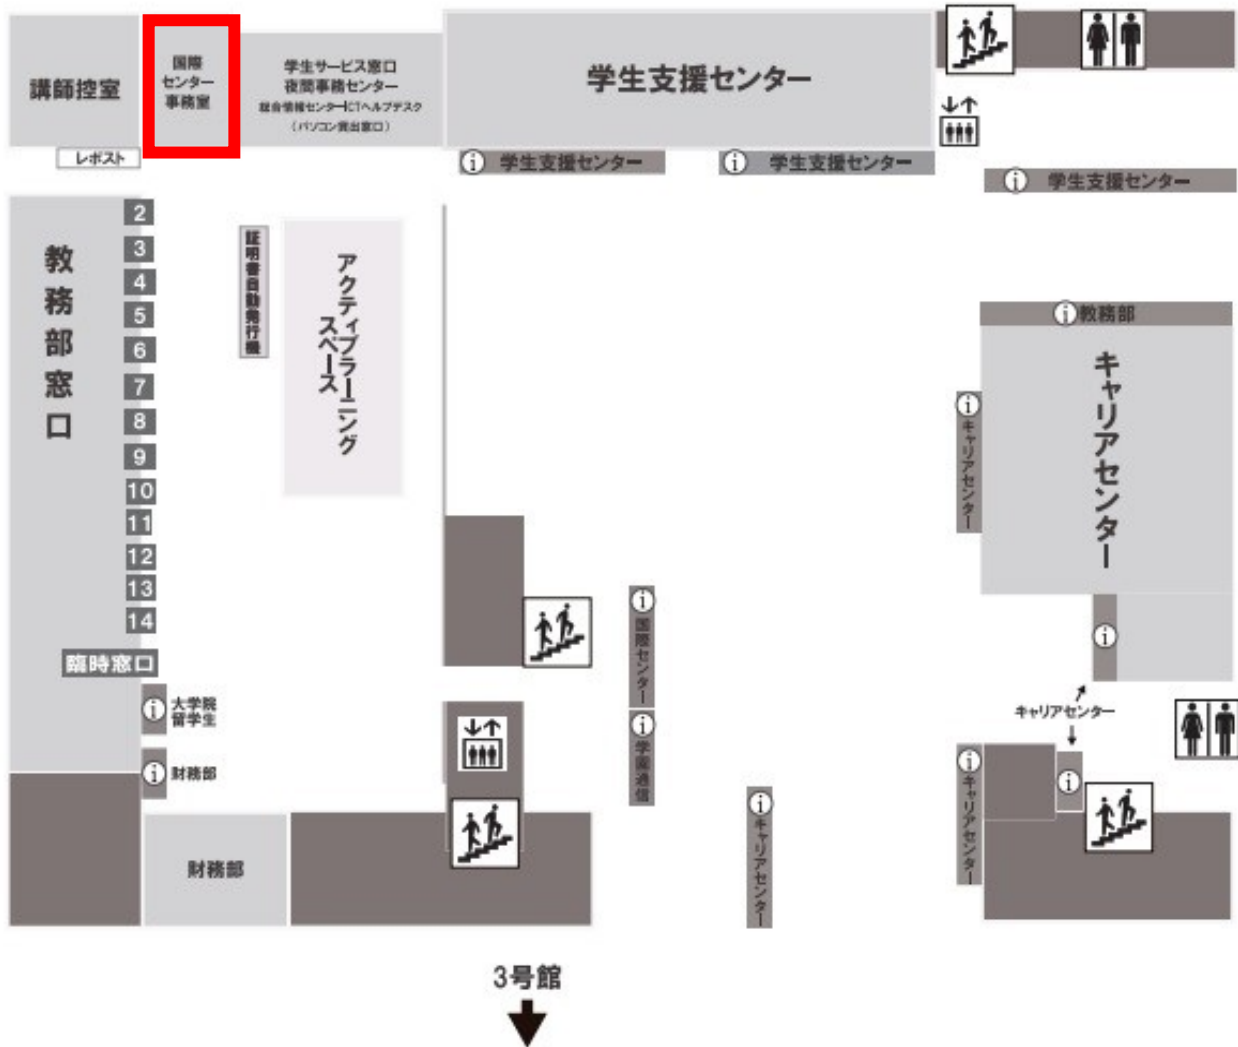 講師控室
国際
センター
事務室
学生サービス窓口
夜間事務センター
総合情報センターICTヘルプデスク
(パソコン貸出窓口)
学生支援センター
レポスト
i 学生支援センター
i 学生支援センター
i 学生支援センター
教務部窓口
2
3
4
5
6
7
8
9
10
11
12
13
14
臨時窓口
証明書自動発行機
アクティブラーニング
スペース
i 教務部
キャリアセンター
i キャリアセンター
i 国際センター
i 学園通信
i
キャリアセンター
i 大学院
留学生
i 財務部
財務部
i キャリアセンター
i キャリアセンター
i
3号館